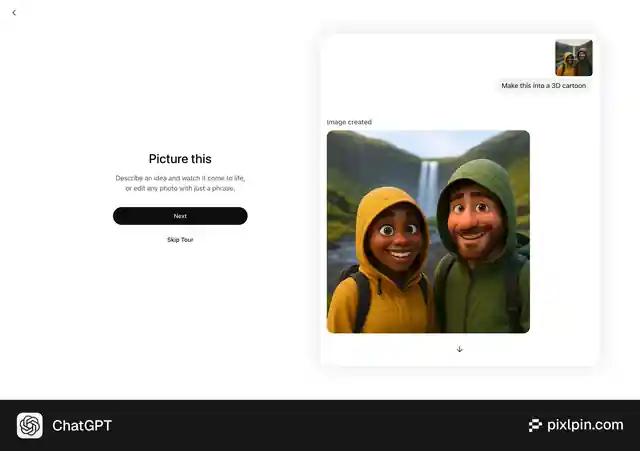 Picture this
Describe an idea and watch it come to life,
or edit any photo with just a phrase.
Next
Skip Tour
Make this into a 3D cartoon
Image created
ChatGPT
pixlpin.com